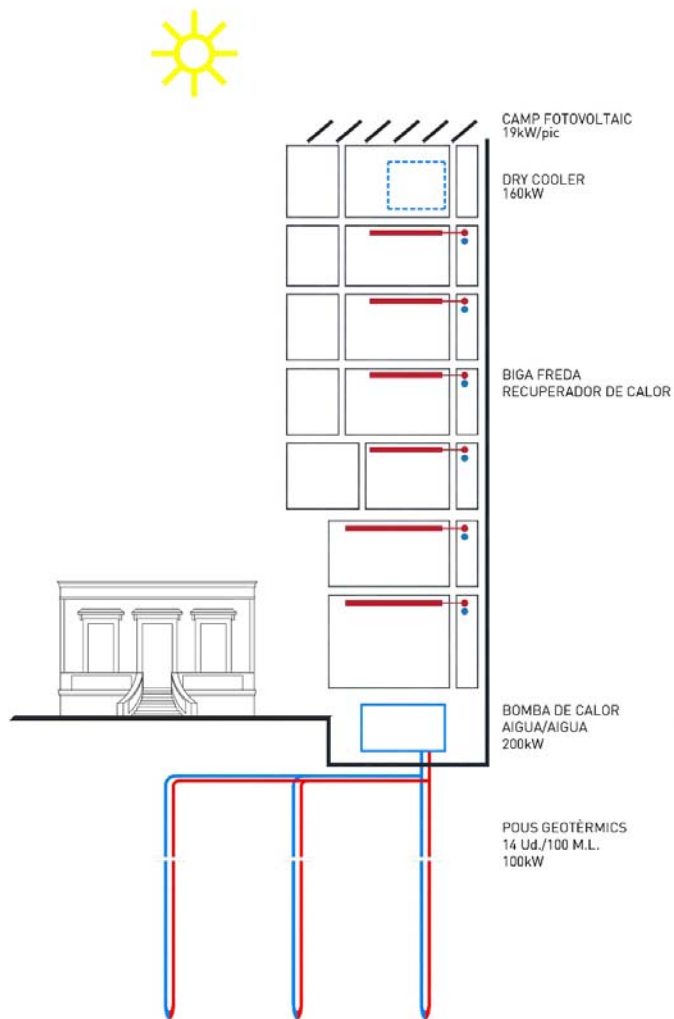 CAMP FOTOVOLTAIC
19kW/pic
DRY COOLER
160kW
BIGA FREDA
RECUPERADOR DE CALOR
BOMBA DE CALOR
AIGUA/AIGUA
200kW
POUS GEOTÈRMICS
14 Ud./100 M.L.
100kW